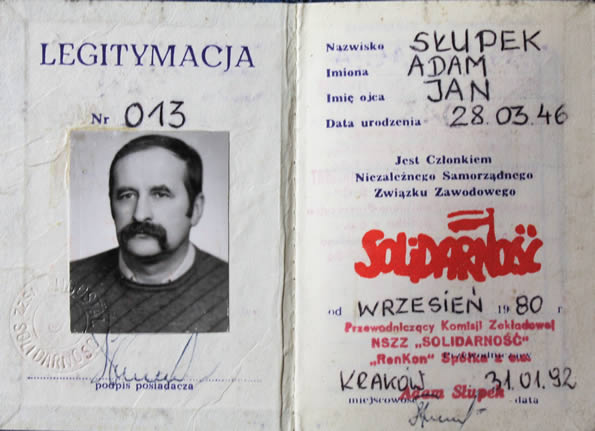 LEGITYMACJA
Nr 013
podpis posiadacza
Nazwisko SŁUPEK
Imiona ADAM
Imię ojca JAN
Data urodzenia 28.03.46
Jest Członkiem
Niezależnego Samorządnego
Związku Zawodowego
SOLIDARNOŚĆ
od WRZESIEŃ 1980 r
Przewodniczący Komisji Zakładowej
NSZZ „SOLIDARNOŚĆ”
„RenKon” Spółka
KRAKÓW 31.01.92
Adam Słupek
miejscowość data